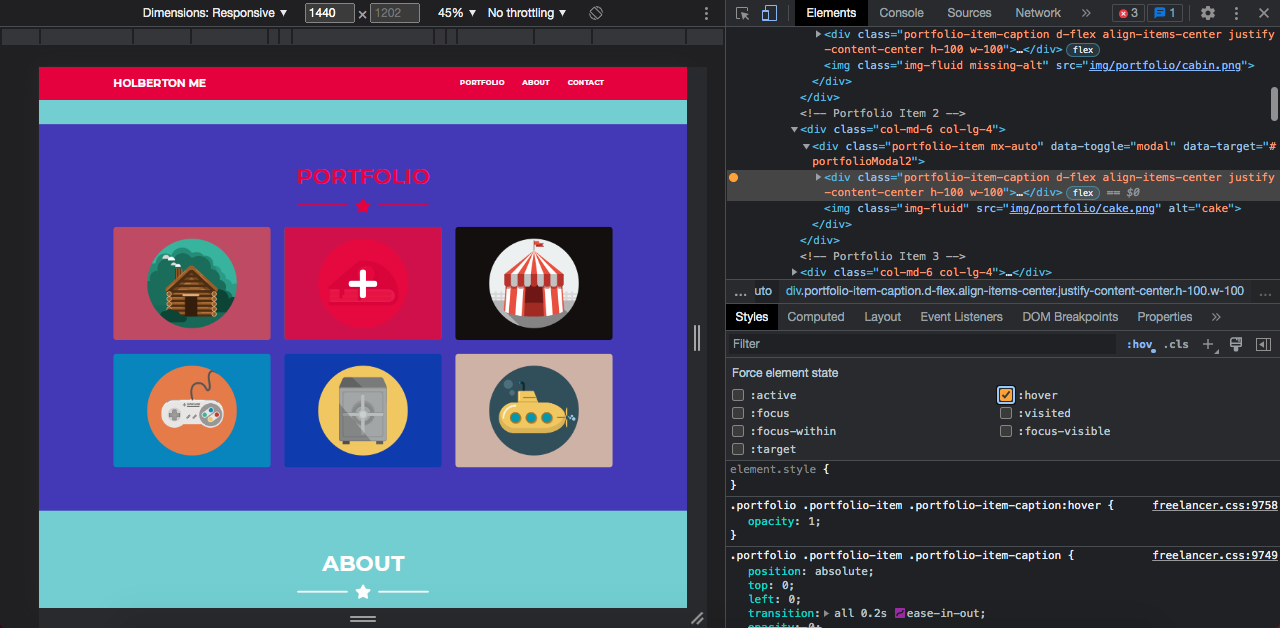 Dimensions: Responsive ▼ 1440 × 1202 45% ▼ No throttling ▼
Elements Console Sources Network » 3 1
HOLBERTON ME PORTFOLIO ABOUT CONTACT
PORTFOLIO
ABOUT
<div class="portfolio-item-caption d-flex align-items-center justify
-content-center h-100 w-100">…</div> flex
<img class="img-fluid missing-alt" src="img/portfolio/cabin.png">
</div>
</div>
<!-- Portfolio Item 2 -->
<div class="col-md-6 col-lg-4">
<div class="portfolio-item mx-auto" data-toggle="modal" data-target="#
portfolioModal2">
<div class="portfolio-item-caption d-flex align-items-center justify
-content-center h-100 w-100">…</div> flex == $0
<img class="img-fluid" src="img/portfolio/cake.png" alt="cake">
</div>
</div>
<!-- Portfolio Item 3 -->
<div class="col-md-6 col-lg-4">…</div>
… uto div.portfolio-item-caption.d-flex.align-items-center.justify-content-center.h-100.w-100 …
Styles Computed Layout Event Listeners DOM Breakpoints Properties »
Filter :hov .cls +
Force element state
:active :hover
:focus :visited
:focus-within :focus-visible
:target
element.style {
}
.portfolio .portfolio-item .portfolio-item-caption:hover { freelancer.css:9758
opacity: 1;
}
.portfolio .portfolio-item .portfolio-item-caption { freelancer.css:9749
position: absolute;
top: 0;
left: 0;
transition: all 0.2s ease-in-out;
opacity: 0;